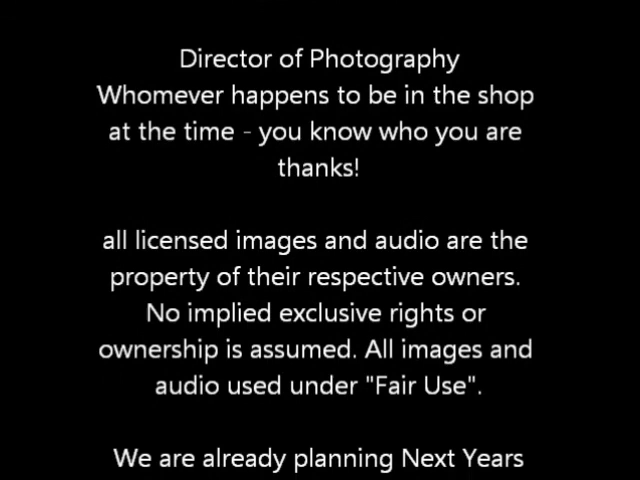 Director of Photography
Whomever happens to be in the shop
at the time - you know who you are
thanks!
all licensed images and audio are the
property of their respective owners.
No implied exclusive rights or
ownership is assumed. All images and
audio used under "Fair Use".
We are already planning Next Years